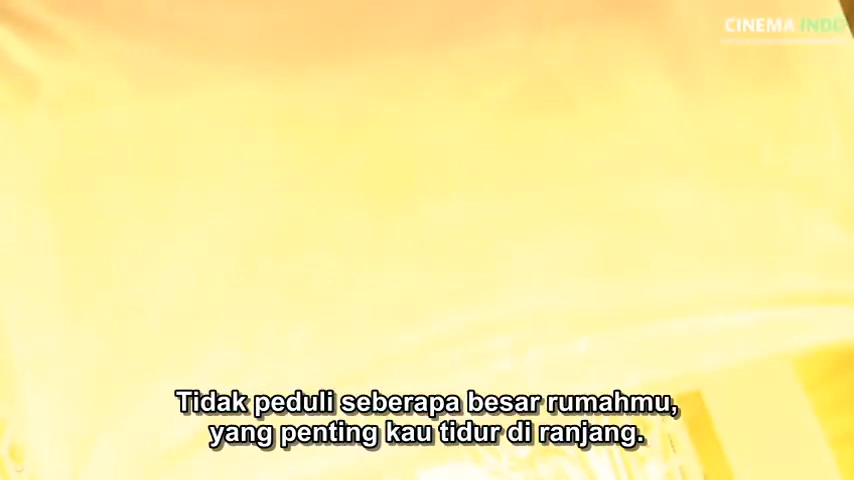 CINEMA INDO
Tidak peduli seberapa besar rumahmu,
yang penting kau tidur di ranjang.